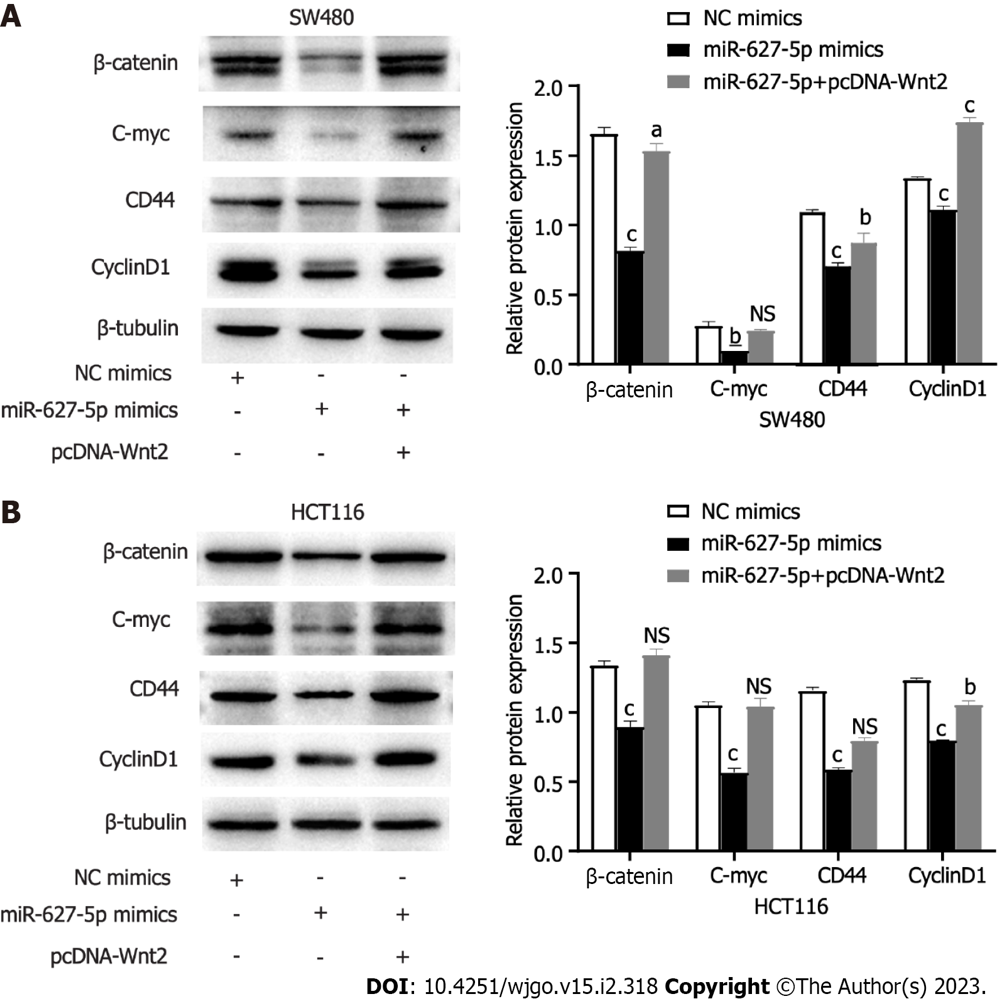 A
SW480
β-catenin
C-myc
CD44
CyclinD1
β-tubulin
NC mimics + - -
miR-627-5p mimics - + +
pcDNA-Wnt2 - - +
NC mimics
miR-627-5p mimics
miR-627-5p+pcDNA-Wnt2
Relative protein expression
2.0
1.5
1.0
0.5
0.0
c a
b NS
c b
c c
β-catenin C-myc CD44 CyclinD1
SW480
B
HCT116
β-catenin
C-myc
CD44
CyclinD1
β-tubulin
NC mimics + - -
miR-627-5p mimics - + +
pcDNA-Wnt2 - - +
NC mimics
miR-627-5p mimics
miR-627-5p+pcDNA-Wnt2
Relative protein expression
2.0
1.5
1.0
0.5
0.0
c NS
c NS
c NS
c b
β-catenin C-myc CD44 CyclinD1
HCT116
DOI: 10.4251/wjgo.v15.i2.318 Copyright ©The Author(s) 2023.